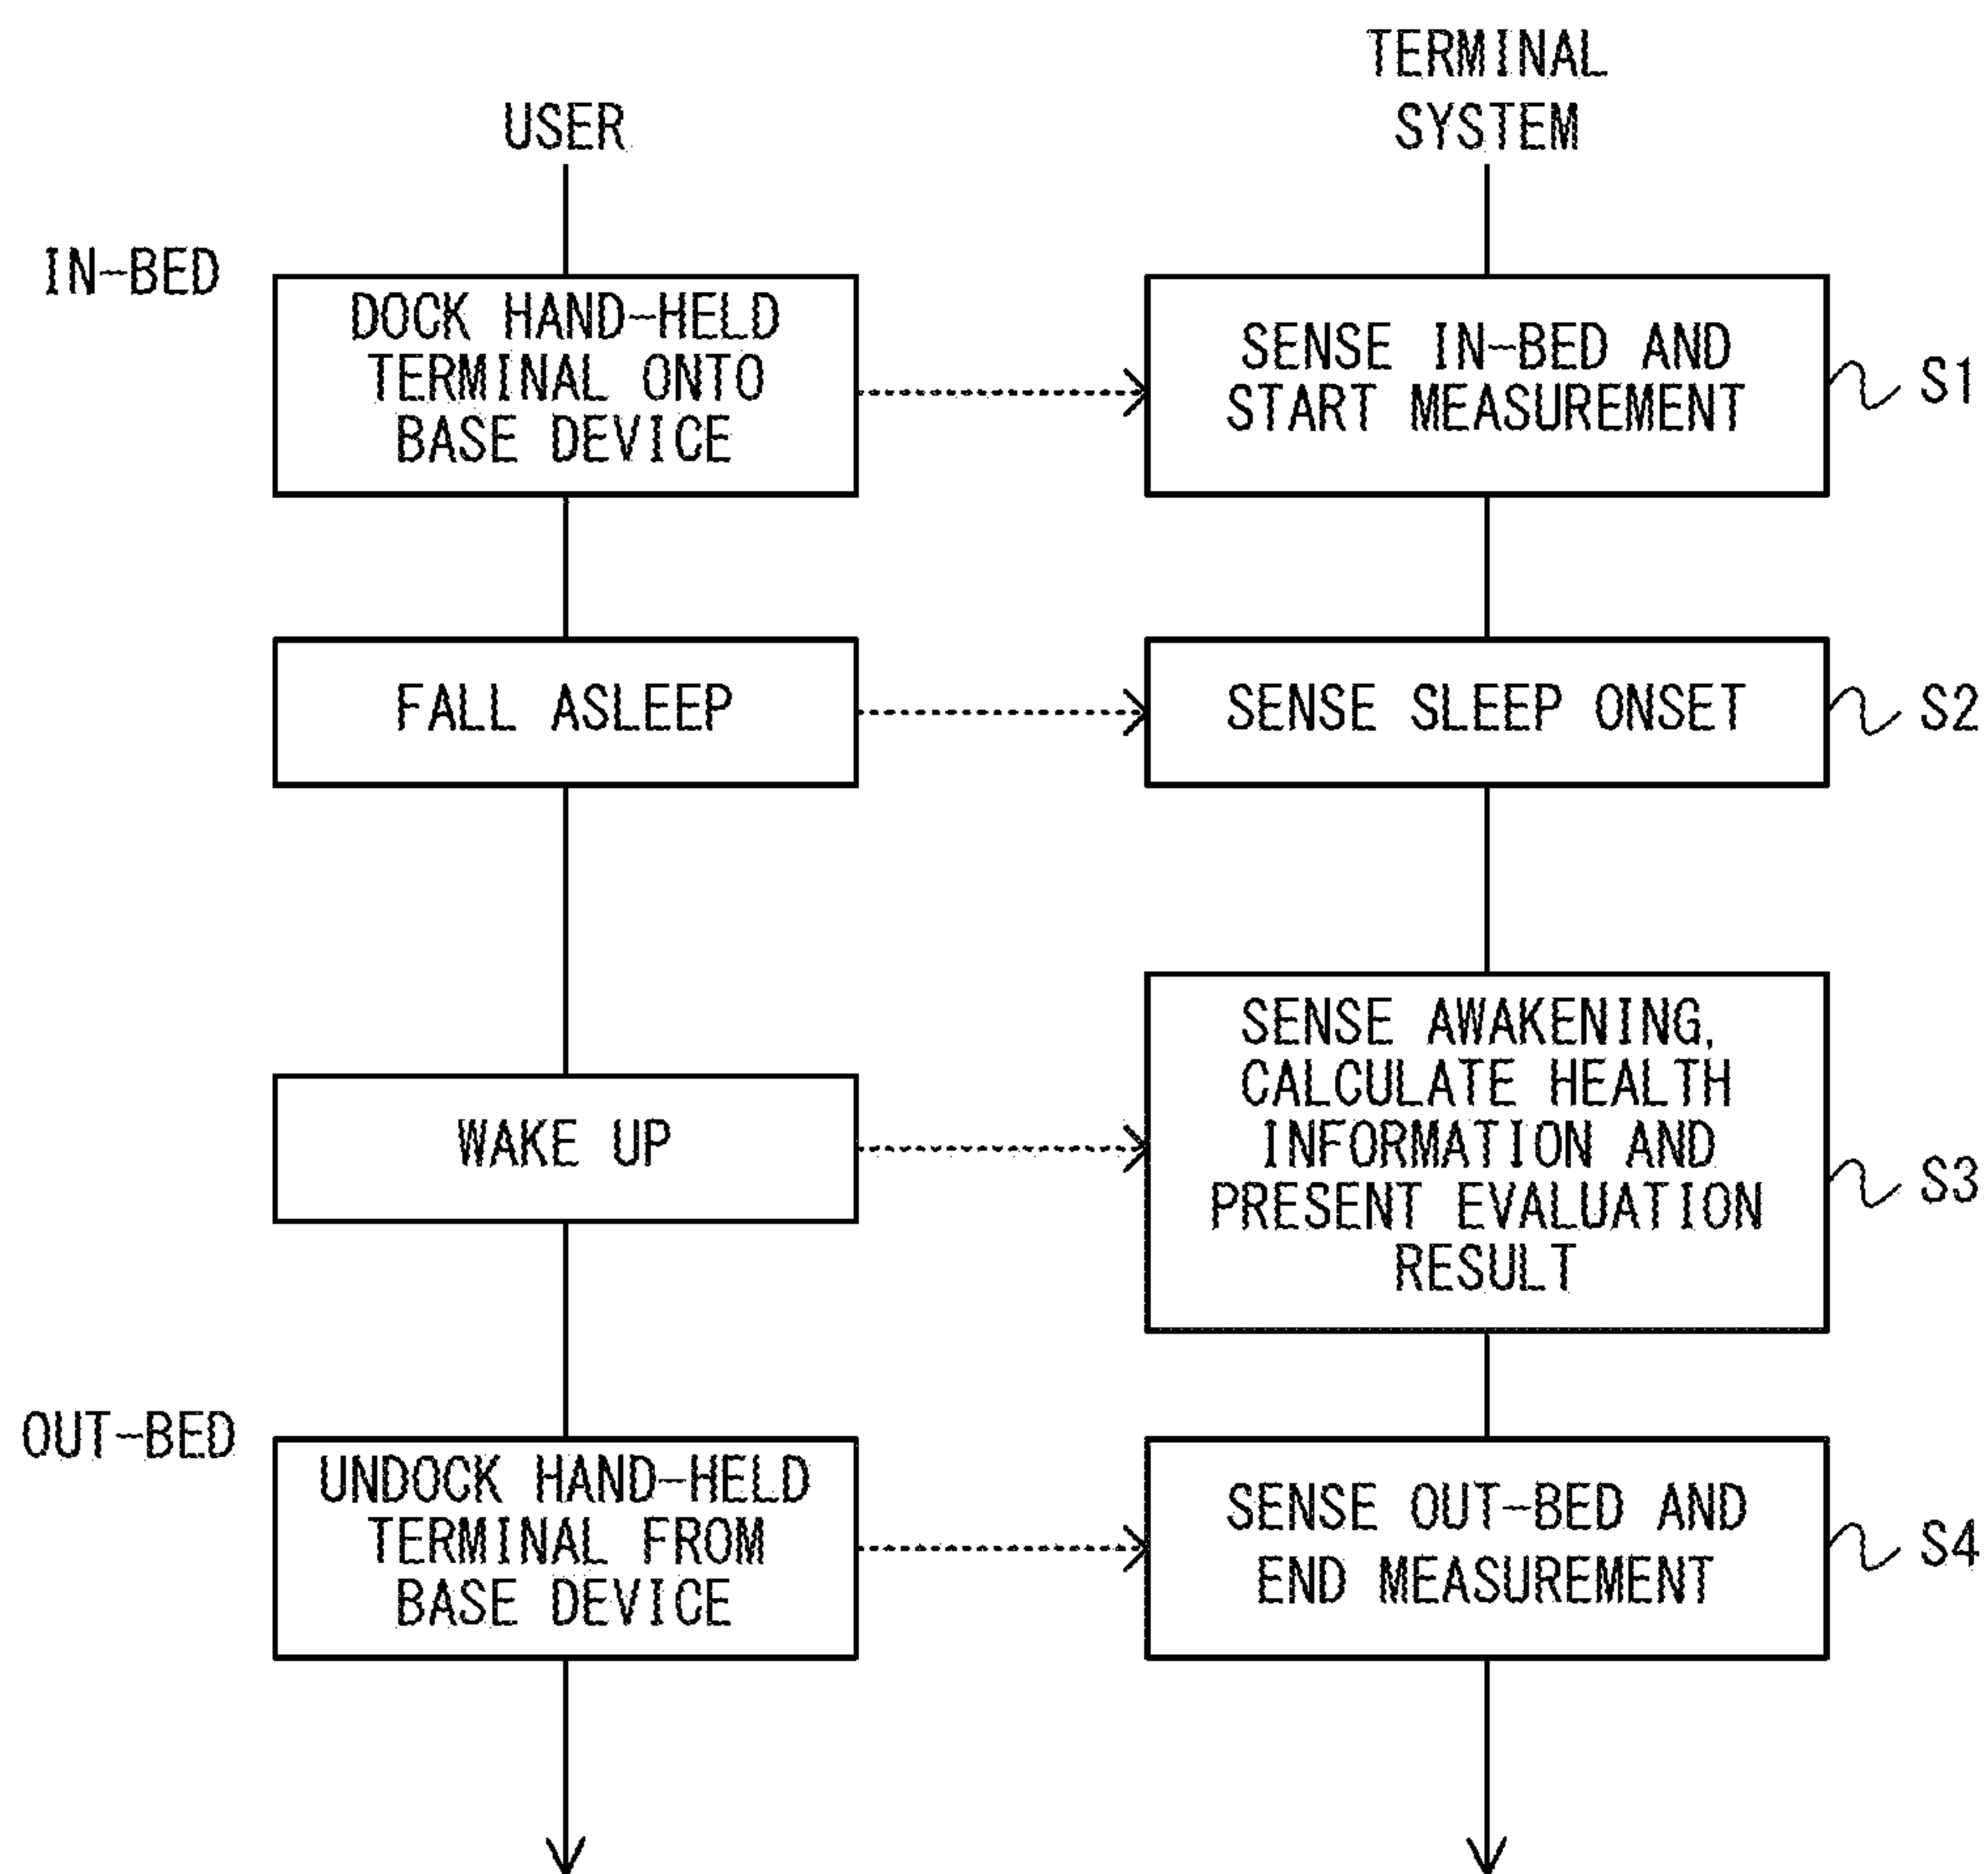 USER
TERMINAL
SYSTEM
IN-BED
DOCK HAND-HELD
TERMINAL ONTO
BASE DEVICE
SENSE IN-BED AND
START MEASUREMENT
S1
FALL ASLEEP
SENSE SLEEP ONSET
S2
WAKE UP
SENSE AWAKENING,
CALCULATE HEALTH
INFORMATION AND
PRESENT EVALUATION
RESULT
S3
OUT-BED
UNDOCK HAND-HELD
TERMINAL FROM
BASE DEVICE
SENSE OUT-BED AND
END MEASUREMENT
S4